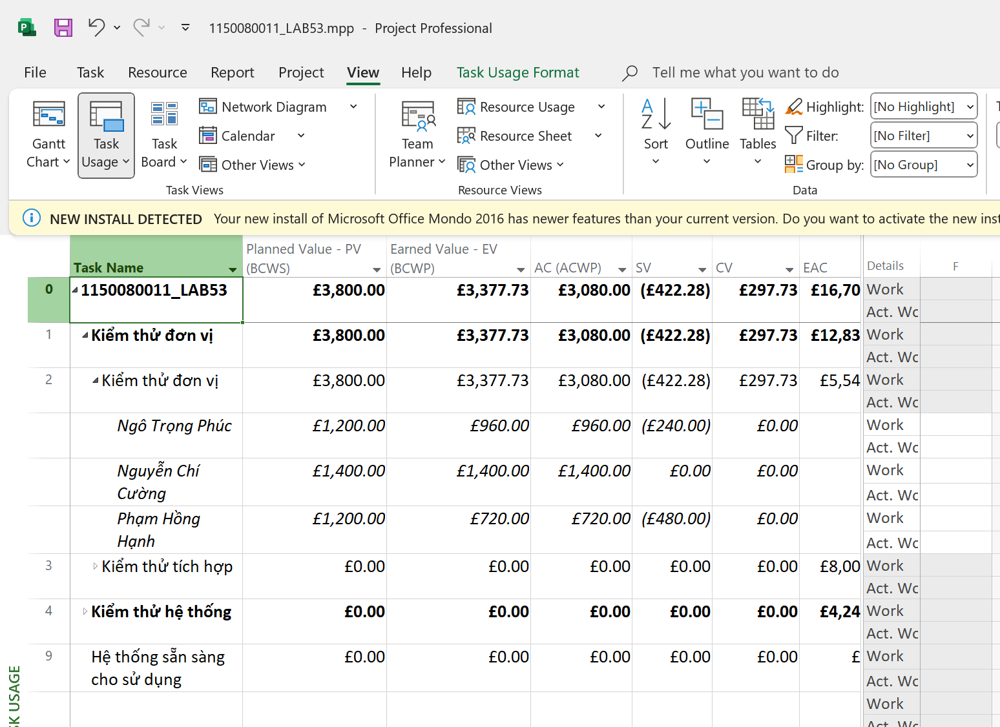 1150080011_LAB53.mpp - Project Professional
File Task Resource Report Project View Help Task Usage Format Tell me what you want to do
Gantt Chart
Task Usage
Task Board
Network Diagram
Calendar
Other Views
Task Views
Team Planner
Resource Usage
Resource Sheet
Other Views
Resource Views
Sort
Outline
Tables
Highlight: [No Highlight]
Filter: [No Filter]
Group by: [No Group]
Data
NEW INSTALL DETECTED Your new install of Microsoft Office Mondo 2016 has newer features than your current version. Do you want to activate the new inst
Task Name Planned Value - PV (BCWS) Earned Value - EV (BCWP) AC (ACWP) SV CV EAC Details F
0 1150080011_LAB53 £3,800.00 £3,377.73 £3,080.00 (£422.28) £297.73 £16,70 Work
Act. Wo
1 Kiểm thử đơn vị £3,800.00 £3,377.73 £3,080.00 (£422.28) £297.73 £12,83 Work
Act. Wo
2 Kiểm thử đơn vị £3,800.00 £3,377.73 £3,080.00 (£422.28) £297.73 £5,54 Work
Act. Wo
Ngô Trọng Phúc £1,200.00 £960.00 £960.00 (£240.00) £0.00 Work
Act. Wo
Nguyễn Chí £1,400.00 £1,400.00 £1,400.00 £0.00 £0.00 Work
Cường Act. Wo
Phạm Hồng £1,200.00 £720.00 £720.00 (£480.00) £0.00 Work
Hạnh Act. Wo
3 Kiểm thử tích hợp £0.00 £0.00 £0.00 £0.00 £0.00 £8,00 Work
Act. Wo
4 Kiểm thử hệ thống £0.00 £0.00 £0.00 £0.00 £0.00 £4,24 Work
Act. Wo
9 Hệ thống sẵn sàng £0.00 £0.00 £0.00 £0.00 £0.00 £ Work
cho sử dụng Act. Wo
Work
SK USAGE